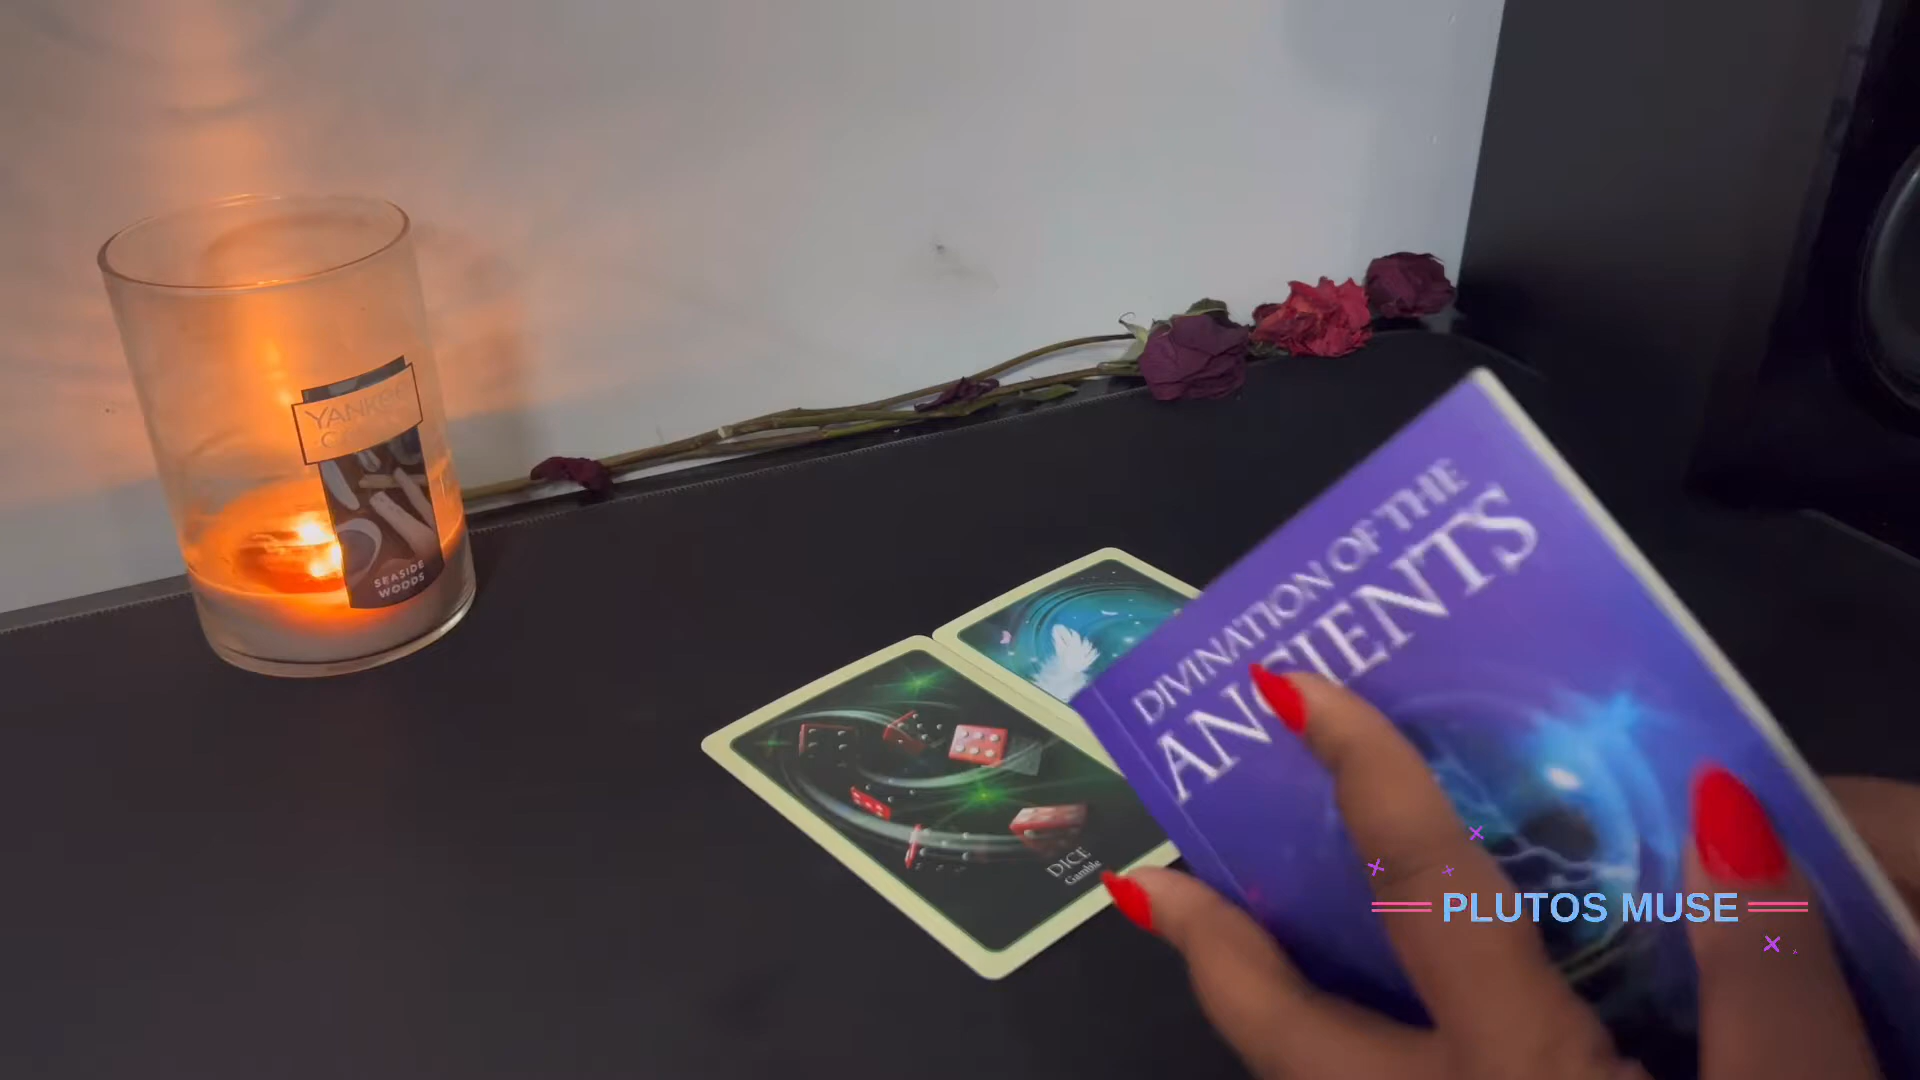 YANKEE
SEASIDE
WOODS
DIVINATION OF THE
ANCIENTS
DICE
Gamble
PLUTOS MUSE